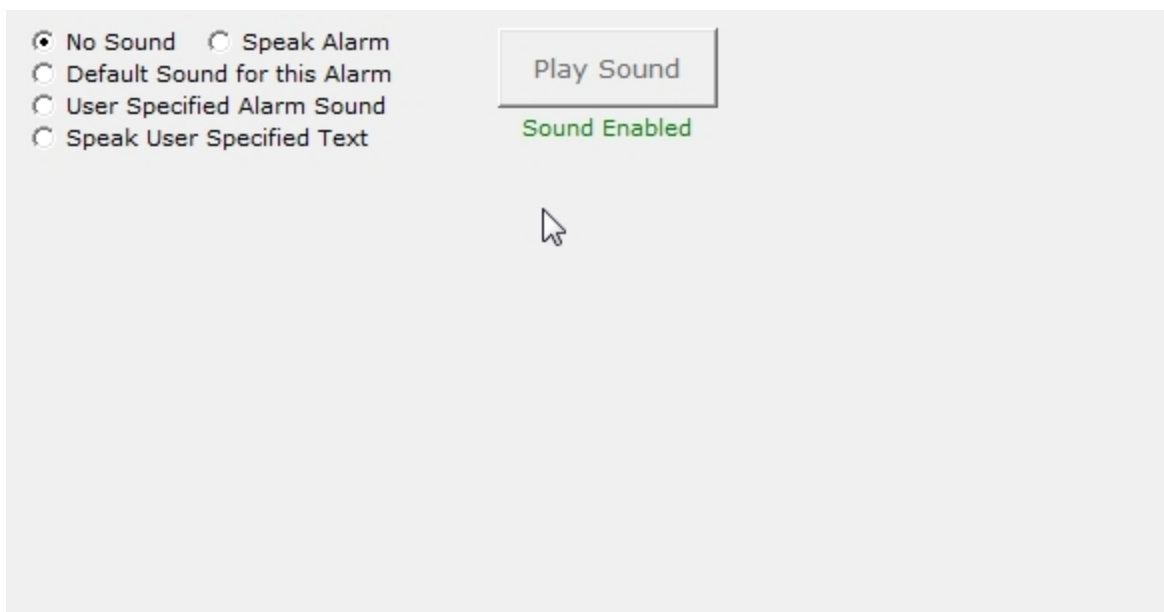 No Sound Speak Alarm
Default Sound for this Alarm
User Specified Alarm Sound
Speak User Specified Text
Play Sound
Sound Enabled